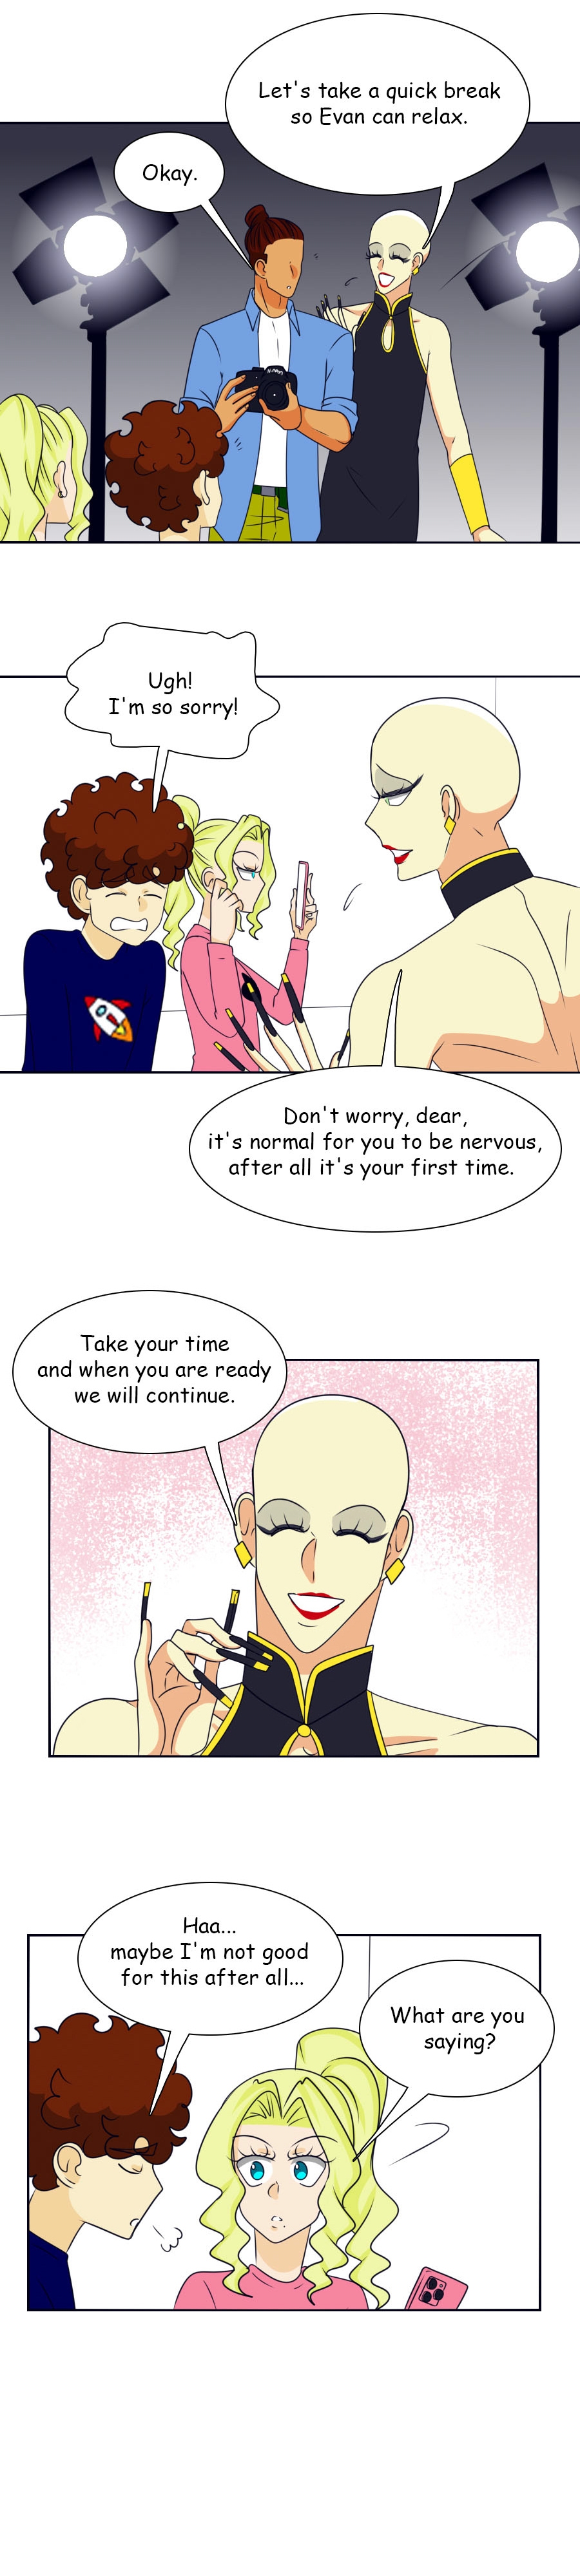 Let's take a quick break
so Evan can relax.
Okay.
Ugh!
I'm so sorry!
Don't worry, dear,
it's normal for you to be nervous,
after all it's your first time.
Take your time
and when you are ready
we will continue.
Haa...
maybe I'm not good
for this after all...
What are you
saying?